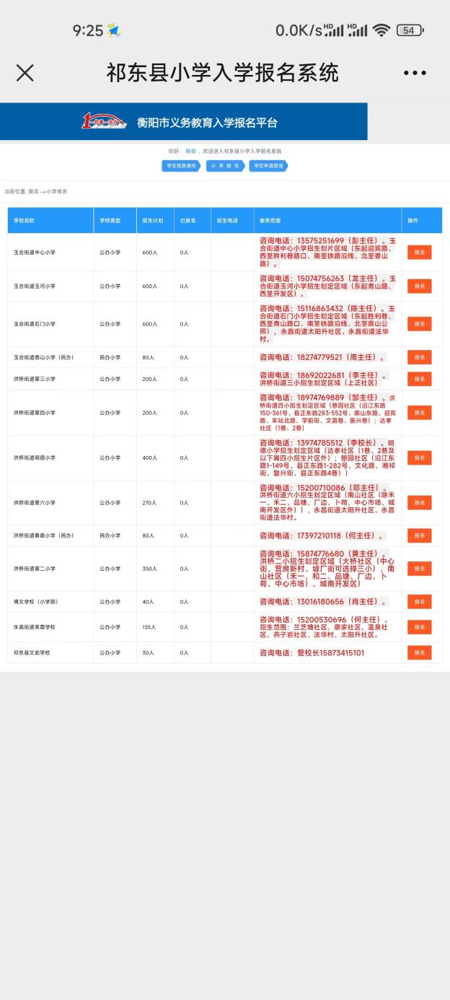 9:25
0.0K/s HD HD 54
祁东县小学入学报名系统
衡阳市义务教育入学报名平台
你好： 陈技 ，欢迎进入祁东县小学入学报名系统
学生信息填写 小 学 报 名 学位申请查询
当前位置 :首页-->小学报名
学校名称 学校类型 招生计划 已报名 招生电话 服务范围 操作
玉合街道中心小学 公办小学 600人 0人
咨询电话：13575251699（彭主任）。玉
合街道中心小学招生划片区域（东起迎宾路、
西至胜利巷路口、南至铁路沿线、北至香山
路）。
报名
玉合街道玉河小学 公办小学 600人 0人
咨询电话：15074756263（龙主任）。玉
合街道玉河小学招生划定区域（东起青山路、
西至开发区）。
报名
玉合街道石门小学 公办小学 600人 0人
咨询电话：15116863432（陈主任）。玉
合街道石门小学招生划定区域（东起胜利巷、
西至青山路口、南至铁路沿线、北至鼎山公
园），永昌街道太阳升社区、永昌街道法华
村。
报名
玉合街道鼎山小学（民办） 民办小学 80人 0人 咨询电话：18274779521（周主任）。 报名
洪桥街道第三小学 公办小学 200人 0人
咨询电话：18692022681（李主任）。
洪桥街道三小招生划定区域（上正社区）
报名
洪桥街道第四小学 公办小学 200人 0人
咨询电话：18974769889（邹主任）。洪
桥街道四小招生划定区域（憩园社区（沿江东路
150-361号、县正东路283-552号、鼎山东路、迎宾
路、车站北路、学前街、文昌巷、振兴巷）；达孝
社区（1巷、2巷）
报名
洪桥街道明德小学 公办小学 400人 0人
咨询电话：13974785512（李校长）。明
德小学招生划定区域（达孝社区（1巷、2巷及
以下属四小招生片区外）；憩园社区（沿江东
路1-149号、县正东路1-282号、文化路、湘祁
街、复兴街、县正东路4巷））
报名
洪桥街道第六小学 公办小学 270人 0人
咨询电话：15200710086（邓主任）。
洪桥街道六小招生划定区域（南山社区（除禾
一、禾二、品塘、厂边、卜荷、中心市场、城
南开发区外））， 永昌街道太阳升社区、永昌
街道法华村。
报名
洪桥街道春苗小学（民办） 民办小学 80人 0人 咨询电话：17397210118（何主任）。 报名
洪桥街道第二小学 公办小学 350人 0人
咨询电话：15874776680（黄主任）。
洪桥二小招生划定区域（大桥社区（中心
街、营房新村、墟厂街可选择三小）、南
山社区（禾一、和二、品塘、厂边、卜
荷、中心市场）、城南开发区）
报名
博文学校（小学部） 公办小学 40人 0人 咨询电话：13016180656（肖主任）。 报名
永昌街道芙蓉学校 公办小学 135人 0人
咨询电话：15200530696（何主任）。
招生范围：兰芝塘社区、廖家社区、温泉社
区、燕子岩社区、法华村、太阳升社区。
报名
祁东县文武学校 公办小学 30人 0人 咨询电话：管校长15873415101 报名